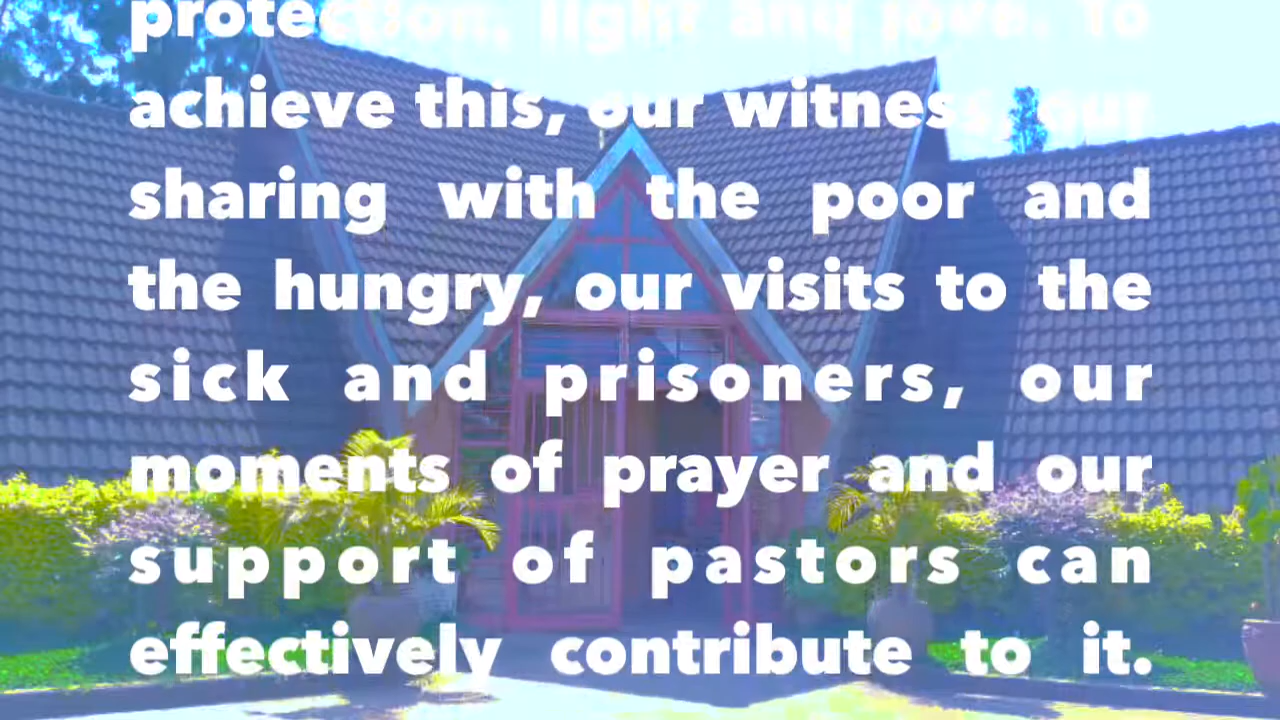 protection, light and love. To
achieve this, our witness, our
sharing with the poor and
the hungry, our visits to the
sick and prisoners, our
moments of prayer and our
support of pastors can
effectively contribute to it.